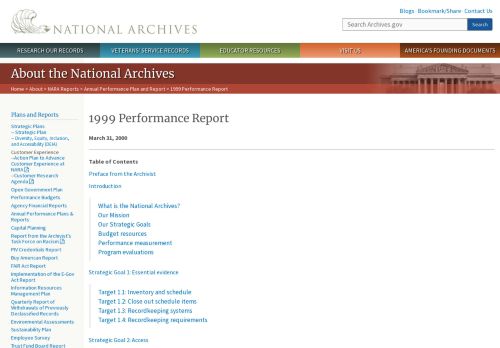 NATIONAL ARCHIVES
Blogs · Bookmark/Share · Contact Us
Search Archives.gov
Search
RESEARCH OUR RECORDS
VETERANS' SERVICE RECORDS
EDUCATOR RESOURCES
VISIT US
AMERICA'S FOUNDING DOCUMENTS
About the National Archives
Home > About > NARA Reports > Annual Performance Plan and Report > 1999 Performance Report
Plans and Reports
Strategic Plans
– Strategic Plan
– Diversity, Equity, Inclusion,
and Accessibility (DEIA)
Customer Experience
–Action Plan to Advance
Customer Experience at
NARA
–Customer Research
Agenda
Open Government Plan
Performance Budgets
Agency Financial Reports
Annual Performance Plans &
Reports
Capital Planning
Report from the Archivist's
Task Force on Racism
PIV Credentials Report
Buy American Report
FAIR Act Report
Implementation of the E-Gov
Act Report
Information Resources
Management Plan
Quarterly Report of
Withdrawals of Previously
Declassified Records
Environmental Assessments
Sustainability Plan
Employee Survey
Trust Fund Board Report
1999 Performance Report
March 31, 2000
Table of Contents
Preface from the Archivist
Introduction
What is the National Archives?
Our Mission
Our Strategic Goals
Budget resources
Performance measurement
Program evaluations
Strategic Goal 1: Essential evidence
Target 1.1: Inventory and schedule
Target 1.2: Close out schedule items
Target 1.3: Recordkeeping systems
Target 1.4: Recordkeeping requirements
Strategic Goal 2: Access